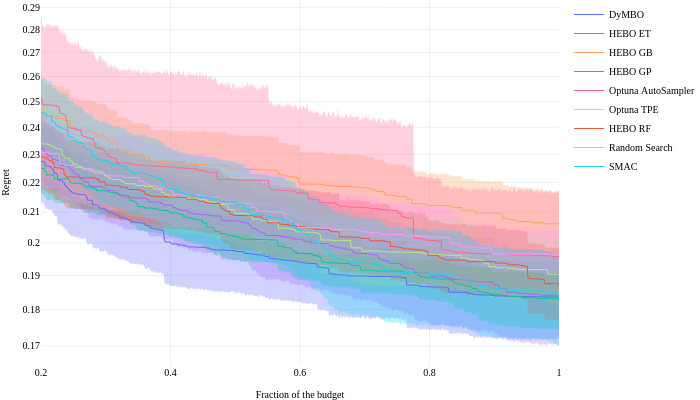 0.29
0.28
0.27
0.26
0.25
0.24
0.23
0.22
0.21
0.2
0.19
0.18
0.17
Regret
0.2 0.4 0.6 0.8 1
Fraction of the budget
DyMBO
HEBO ET
HEBO GB
HEBO GP
Optuna AutoSampler
Optuna TPE
HEBO RF
Random Search
SMAC